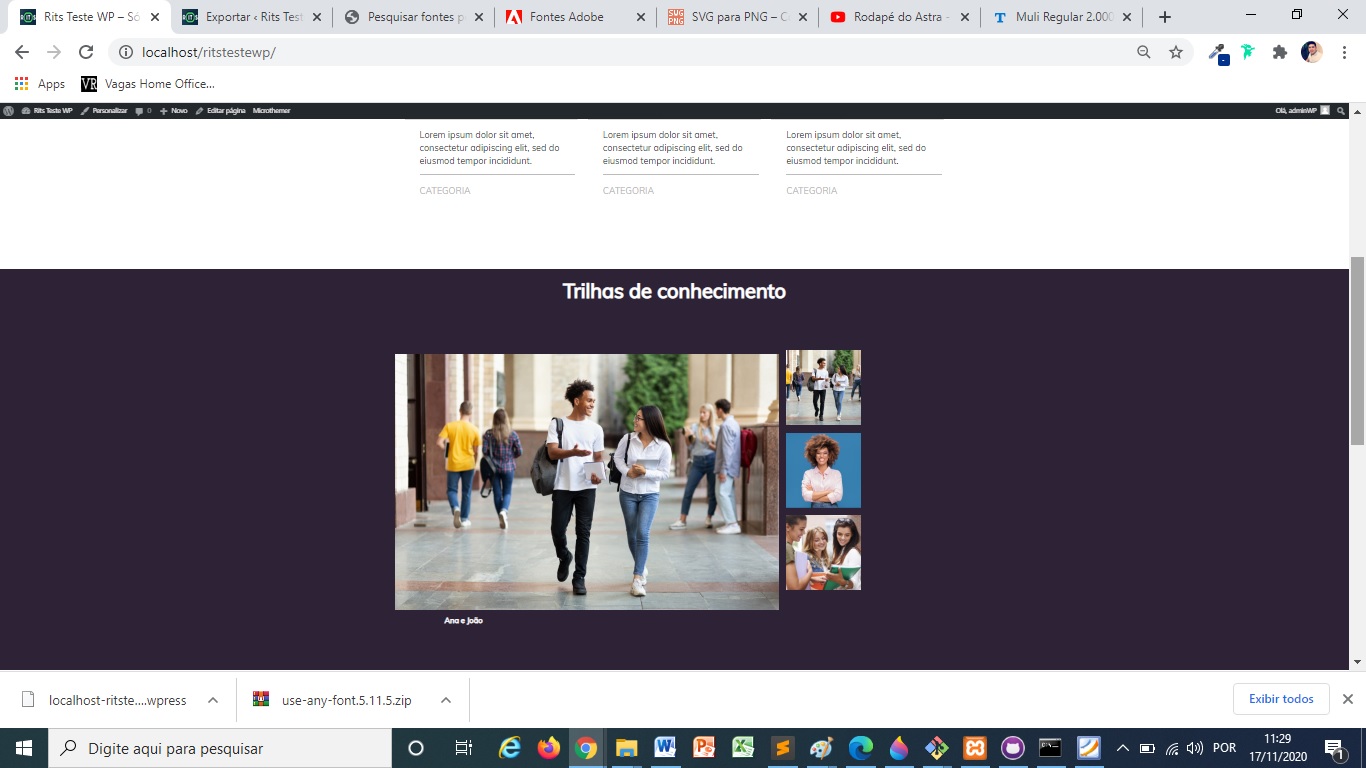 Rits Teste WP – Só
Exportar ‹ Rits Test
Pesquisar fontes p
Fontes Adobe
SVG para PNG – C
Rodapé do Astra -
Muli Regular 2.000
localhost/ritstestewp/
Apps
Vagas Home Office...
Rits Teste WP
Personalizar
0
Novo
Editar página
Microthemer
Olá, adminWP
Lorem ipsum dolor sit amet,
consectetur adipiscing elit, sed do
eiusmod tempor incididunt.
CATEGORIA
Lorem ipsum dolor sit amet,
consectetur adipiscing elit, sed do
eiusmod tempor incididunt.
CATEGORIA
Lorem ipsum dolor sit amet,
consectetur adipiscing elit, sed do
eiusmod tempor incididunt.
CATEGORIA
Trilhas de conhecimento
Ana e João
localhost-ritste....wpress
use-any-font.5.11.5.zip
Exibir todos
Digite aqui para pesquisar
POR
11:29
17/11/2020
1